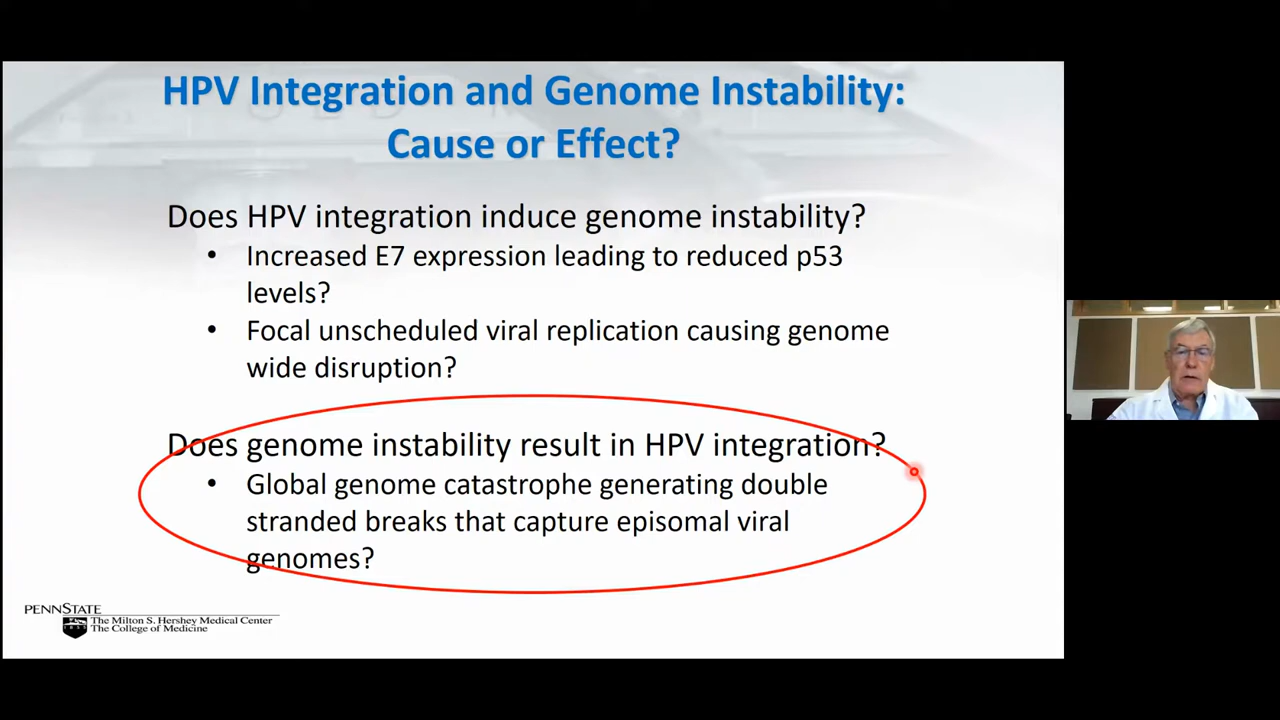 HPV Integration and Genome Instability:
Cause or Effect?
Does HPV integration induce genome instability?
• Increased E7 expression leading to reduced p53
levels?
• Focal unscheduled viral replication causing genome
wide disruption?
Does genome instability result in HPV integration?
• Global genome catastrophe generating double
stranded breaks that capture episomal viral
genomes?
PENNSTATE
The Milton S. Hershey Medical Center
The College of Medicine